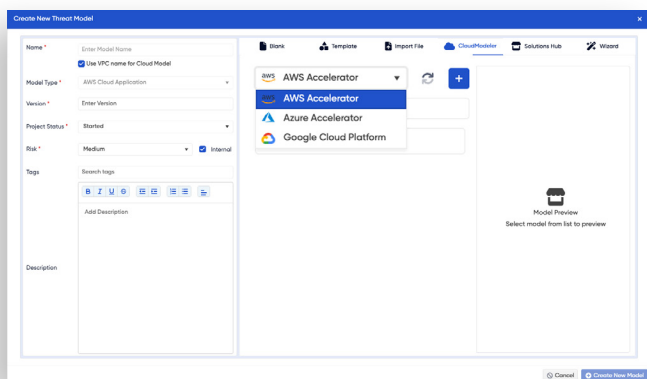 Create New Threat Model
×
Name *
Enter Model Name
Use VPC name for Cloud Model
Model Type *
AWS Cloud Application
Version *
Enter Version
Project Status *
Started
Risk *
Medium
Internal
Tags
Search tags
B I U S
Add Description
Description
Blank
Template
Import File
CloudModeler
Solutions Hub
Wizard
aws AWS Accelerator
+
aws AWS Accelerator
Azure Accelerator
Google Cloud Platform
Model Preview
Select model from list to preview
Cancel
Create New Model